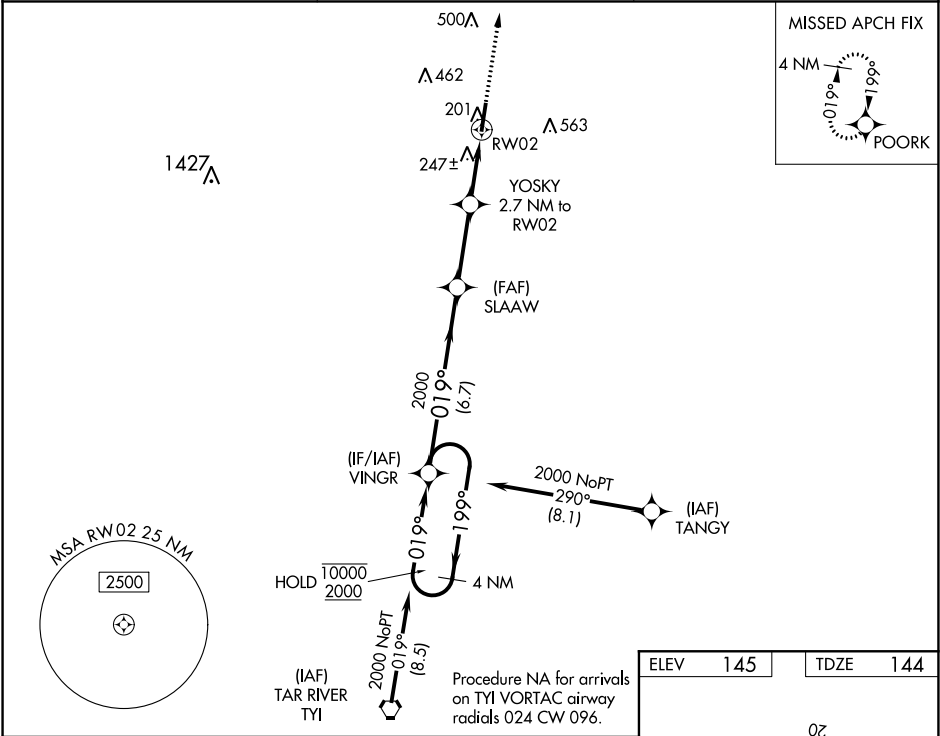 500
462
201
563
RW02
247±
1427
YOSKY
2.7 NM to
RW02
(FAF)
SLAAW
2000
019°
(6.7)
(IF/IAF)
VINGR
2000 NoPT
290°
(8.1)
(IAF)
TANGY
019°
199°
HOLD 10000
2000
4 NM
2000 NoPT
019°
(8.5)
(IAF)
TAR RIVER
TYI
Procedure NA for arrivals
on TYI VORTAC airway
radials 024 CW 096.
MSA RW02 25 NM
2500
MISSED APCH FIX
4 NM
019°
199°
POORK
ELEV 145
TDZE 144
20